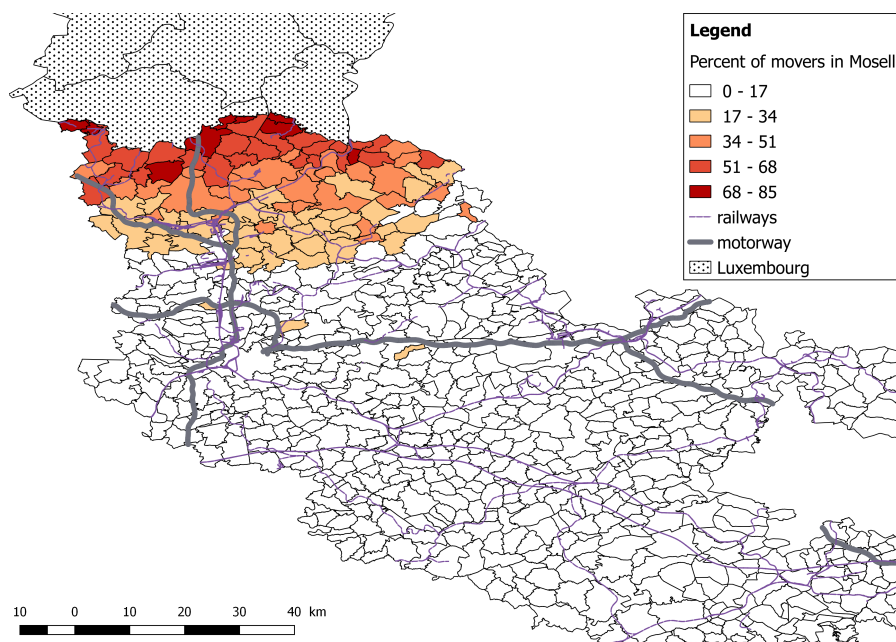 Legend
Percent of movers in Mosell
0 - 17
17 - 34
34 - 51
51 - 68
68 - 85
railways
motorway
Luxembourg
10 0 10 20 30 40 km